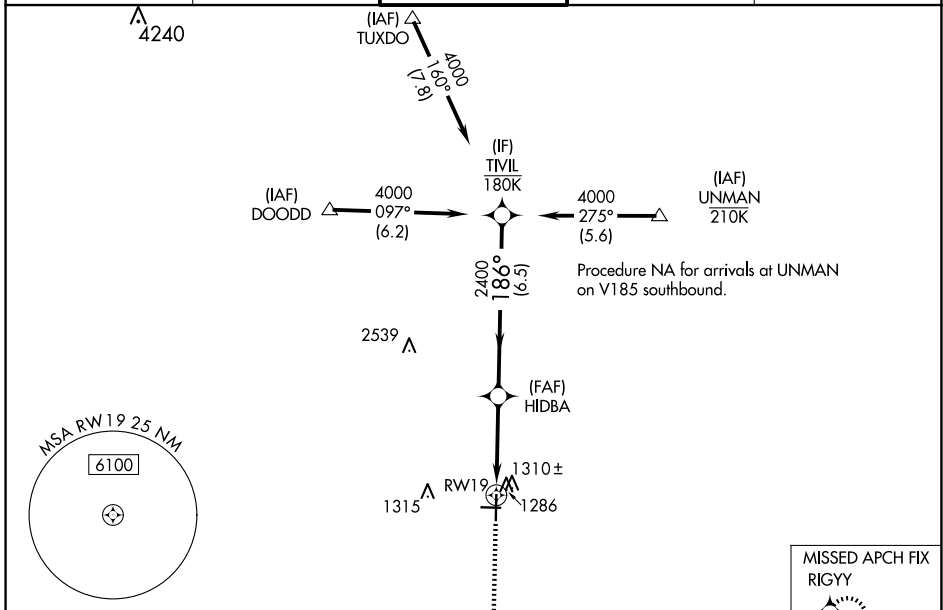 4240
(IAF)
TUXDO
4000
160°
(7.8)
(IF)
TIVIL
180K
(IAF)
DOODD
4000
097°
(6.2)
4000
275°
(5.6)
(IAF)
UNMAN
210K
2400
186°
(6.5)
Procedure NA for arrivals at UNMAN
on V185 southbound.
2539
(FAF)
HIDBA
MSA RW19 25 NM
6100
RW19
1310 ±
1315
1286
MISSED APCH FIX
RIGYY